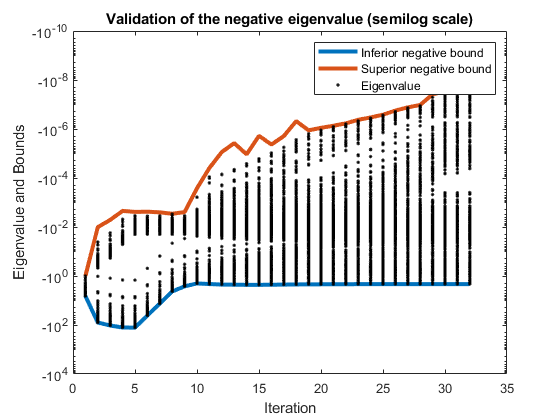 Validation of the negative eigenvalue (semilog scale)
-10^-10
-10^-8
-10^-6
-10^-4
-10^-2
-10^0
-10^2
-10^4
Eigenvalue and Bounds
Inferior negative bound
Superior negative bound
Eigenvalue
0 5 10 15 20 25 30 35
Iteration